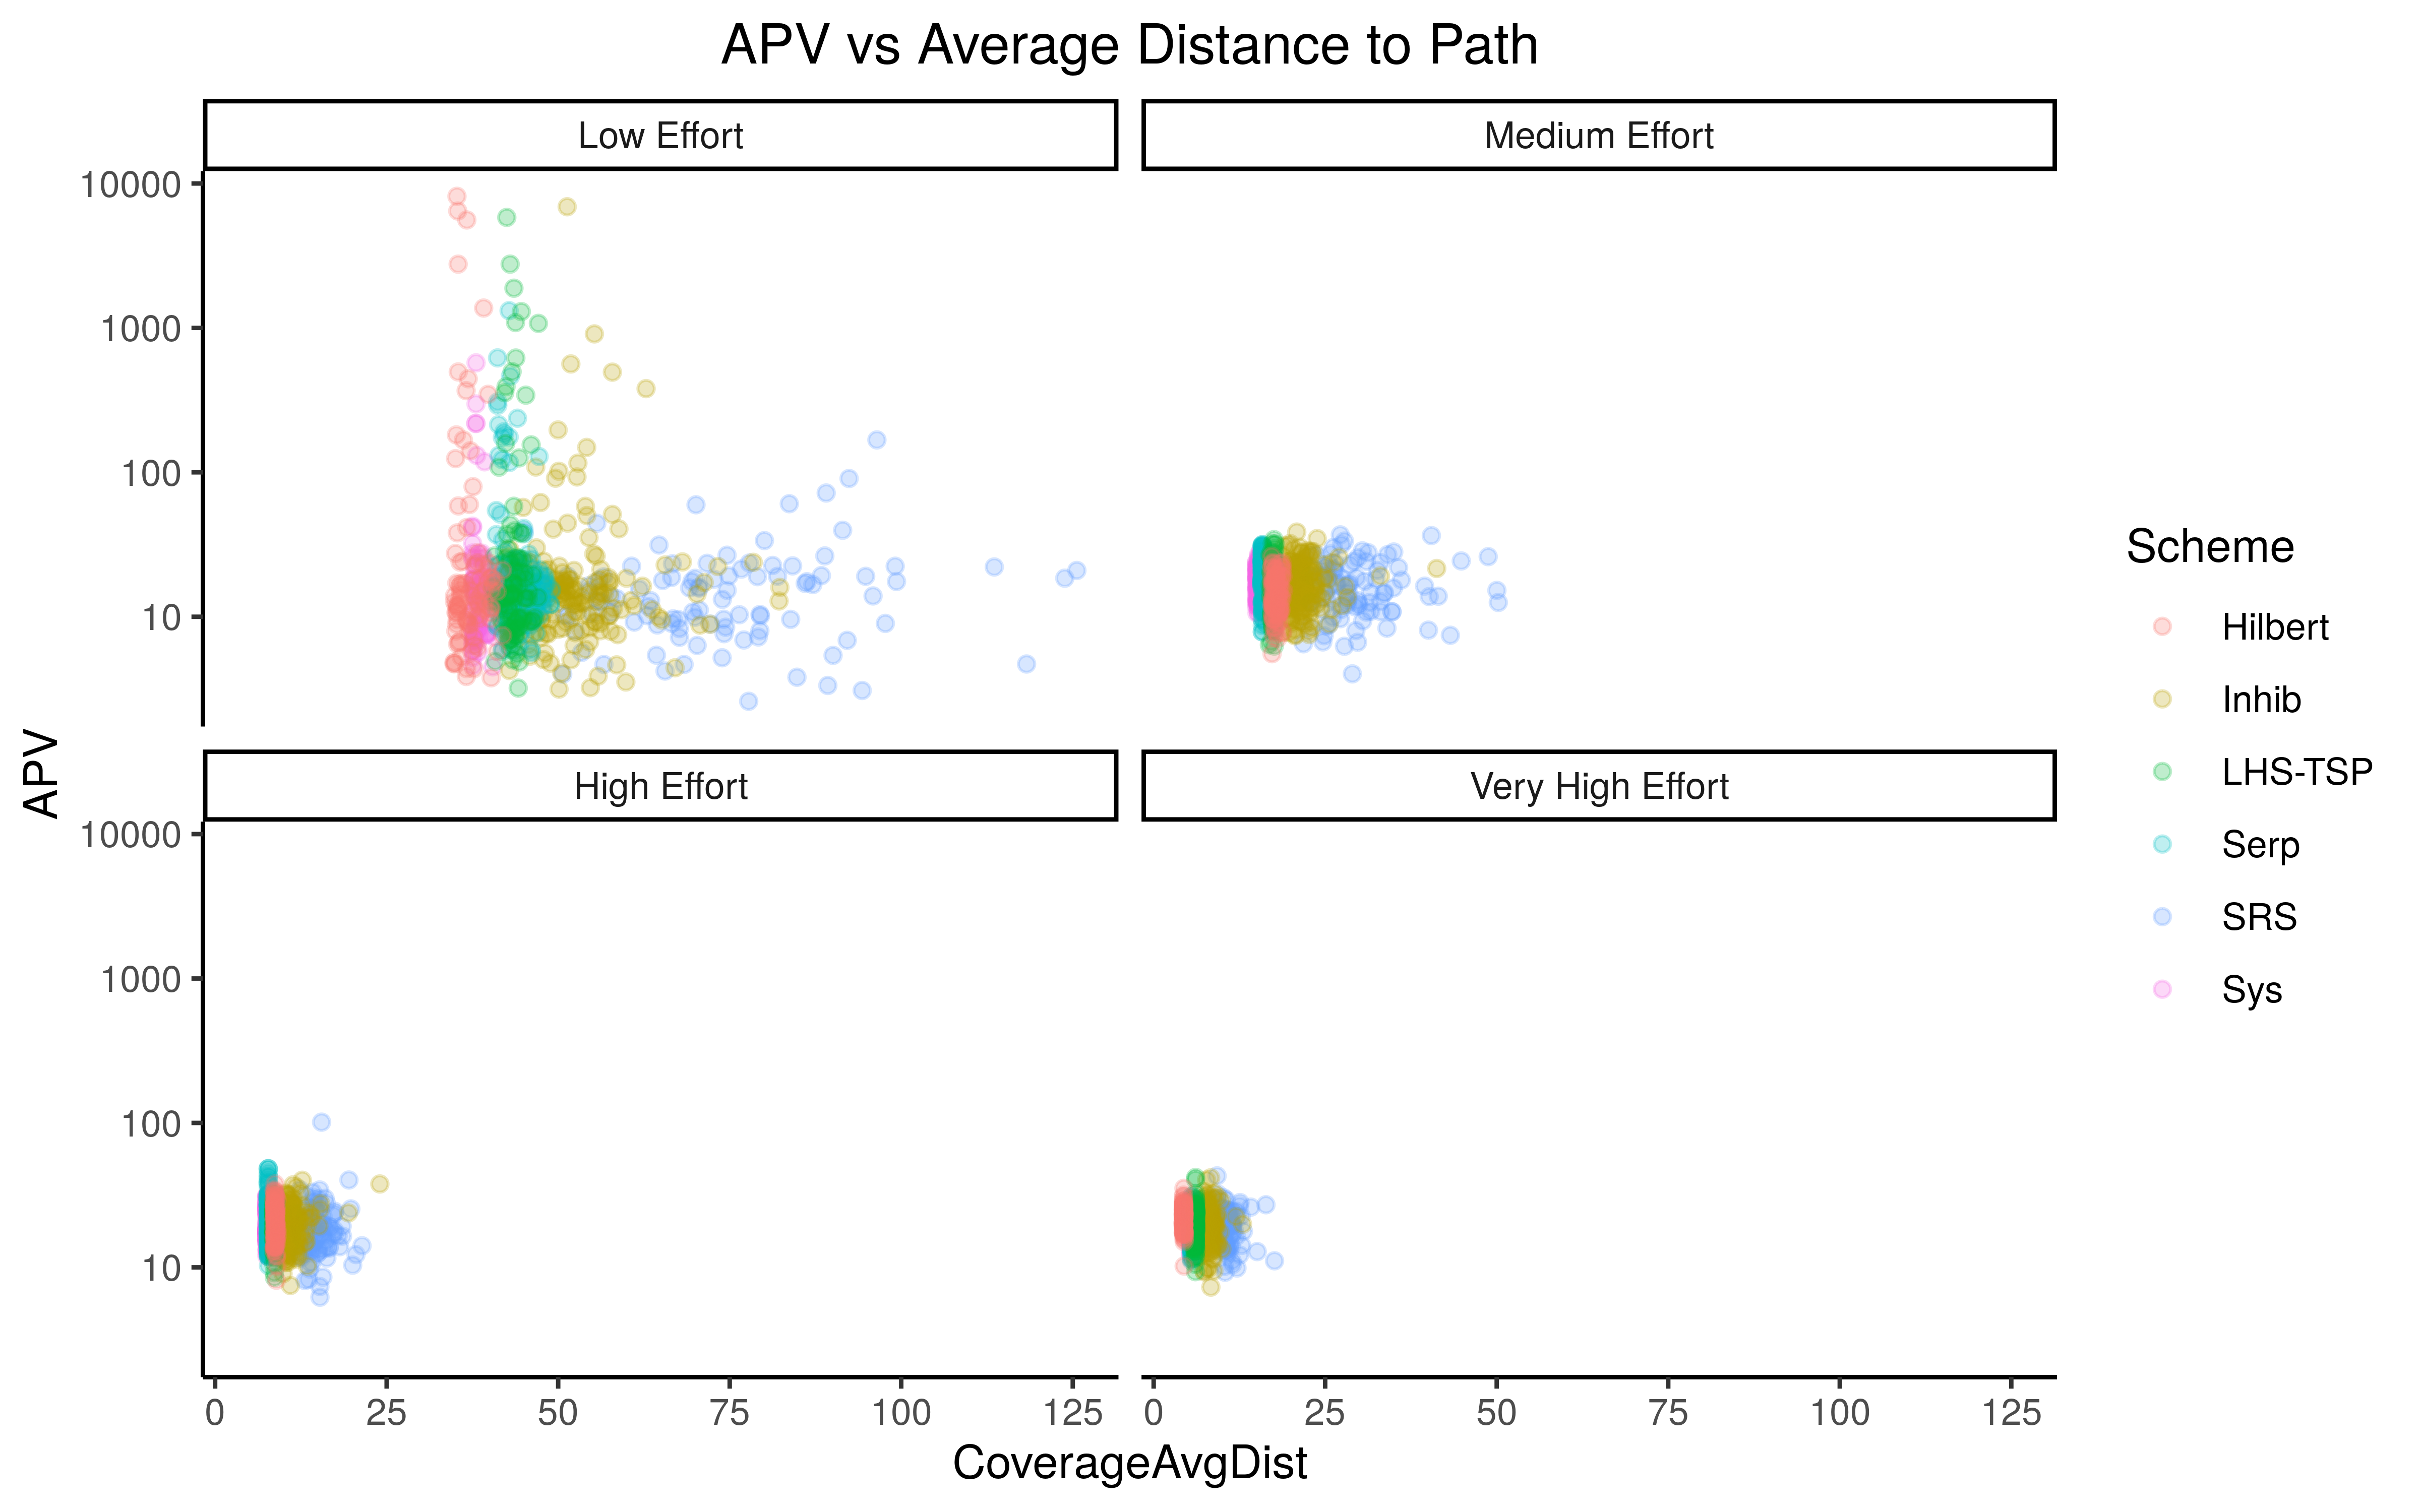 APV vs Average Distance to Path
Low Effort
Medium Effort
10000
1000
100
10
High Effort
Very High Effort
10000
1000
100
10
0 25 50 75 100 125
0 25 50 75 100 125
CoverageAvgDist
APV
Scheme
Hilbert
Inhib
LHS-TSP
Serp
SRS
Sys